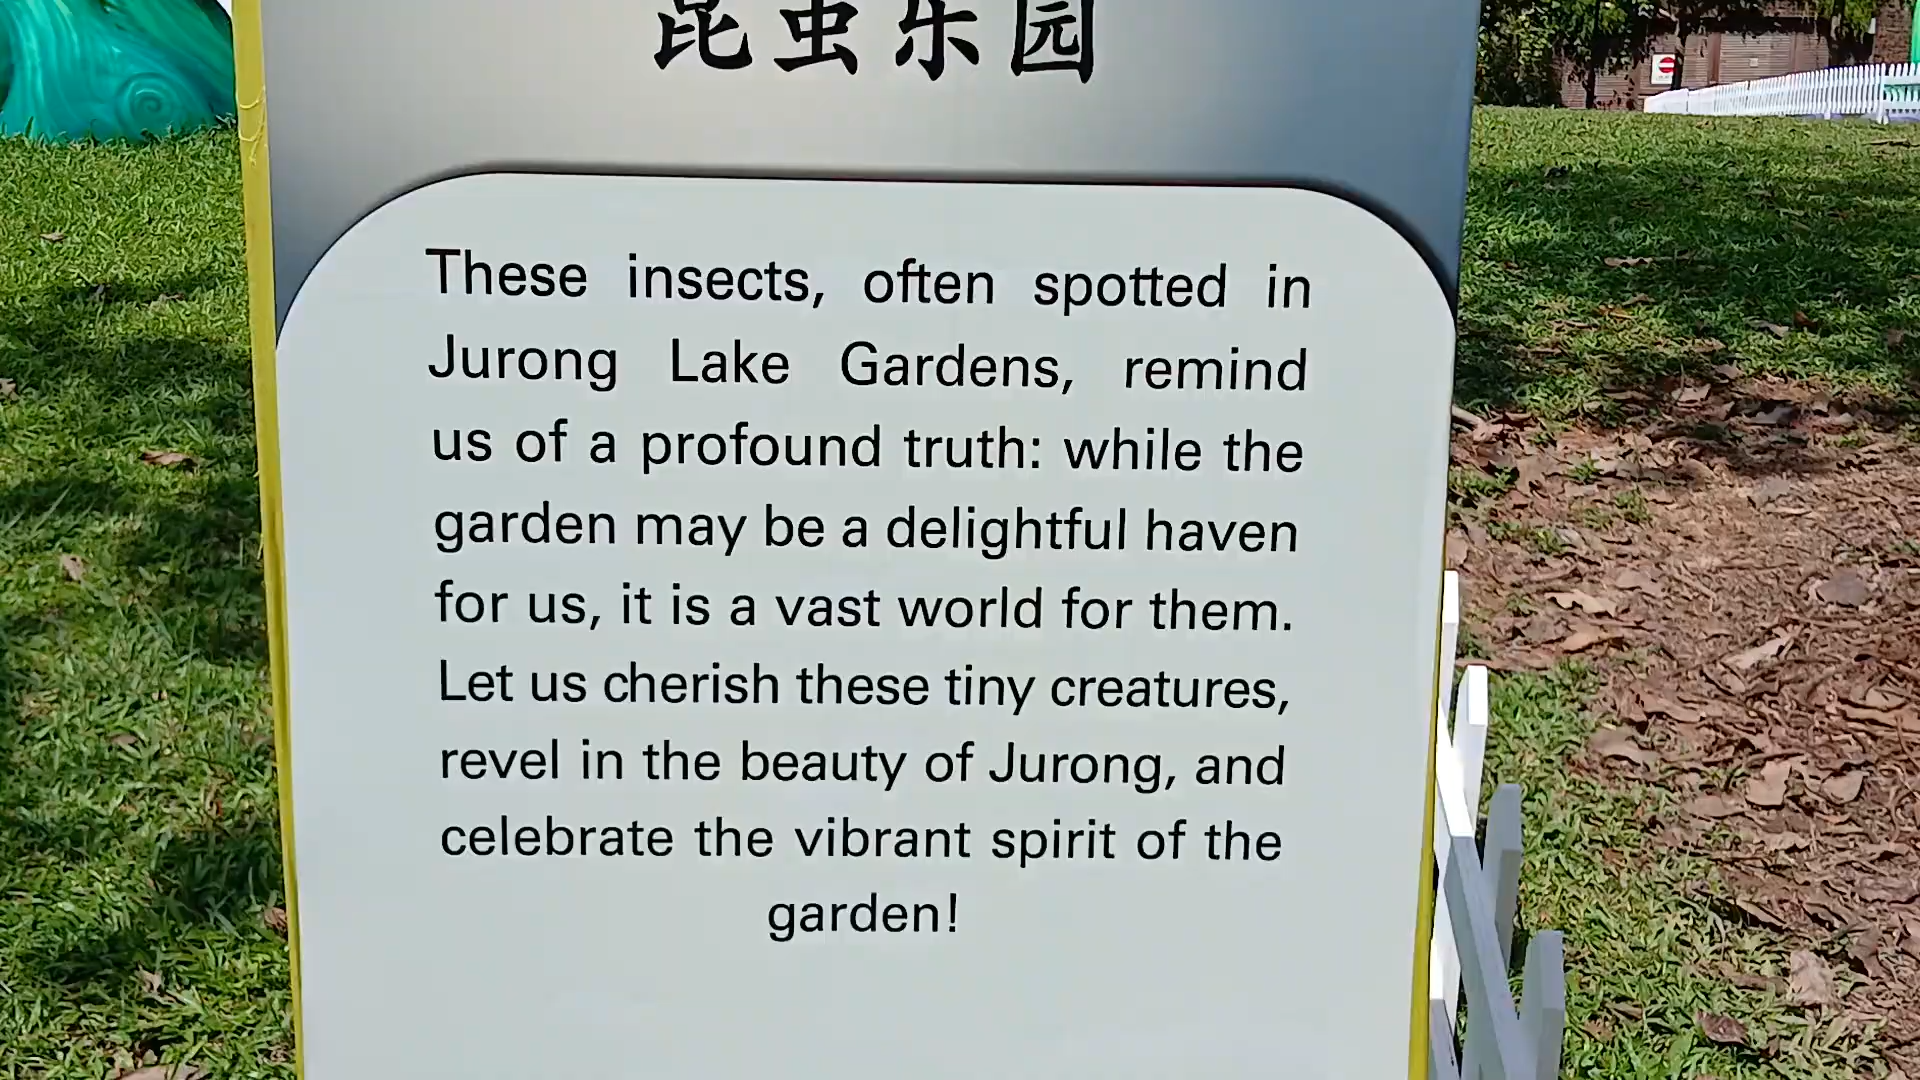 昆虫乐园
These insects, often spotted in
Jurong Lake Gardens, remind
us of a profound truth: while the
garden may be a delightful haven
for us, it is a vast world for them.
Let us cherish these tiny creatures,
revel in the beauty of Jurong, and
celebrate the vibrant spirit of the
garden!